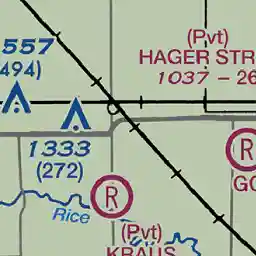 557
(494)
(Pvt)
HAGER STR
1037 - 26
1333
(272)
R
R
GO
Rice
(Pvt)
KRAUS